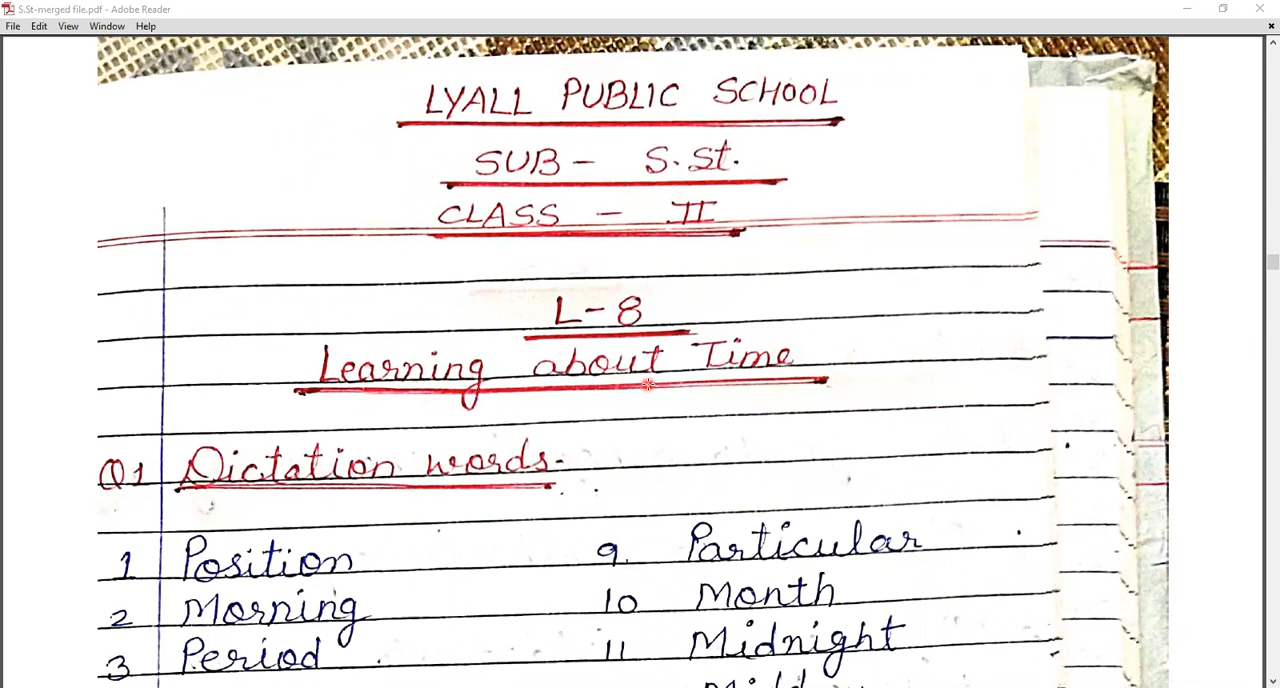 S.St-merged file.pdf - Adobe Reader
File Edit View Window Help
LYALL PUBLIC SCHOOL
SUB - S.St.
CLASS - II
L-8
Learning about Time
Q1 Dictation words-
1 Position 9. Particular
2 Morning 10 Month
3 Period 11 Midnight